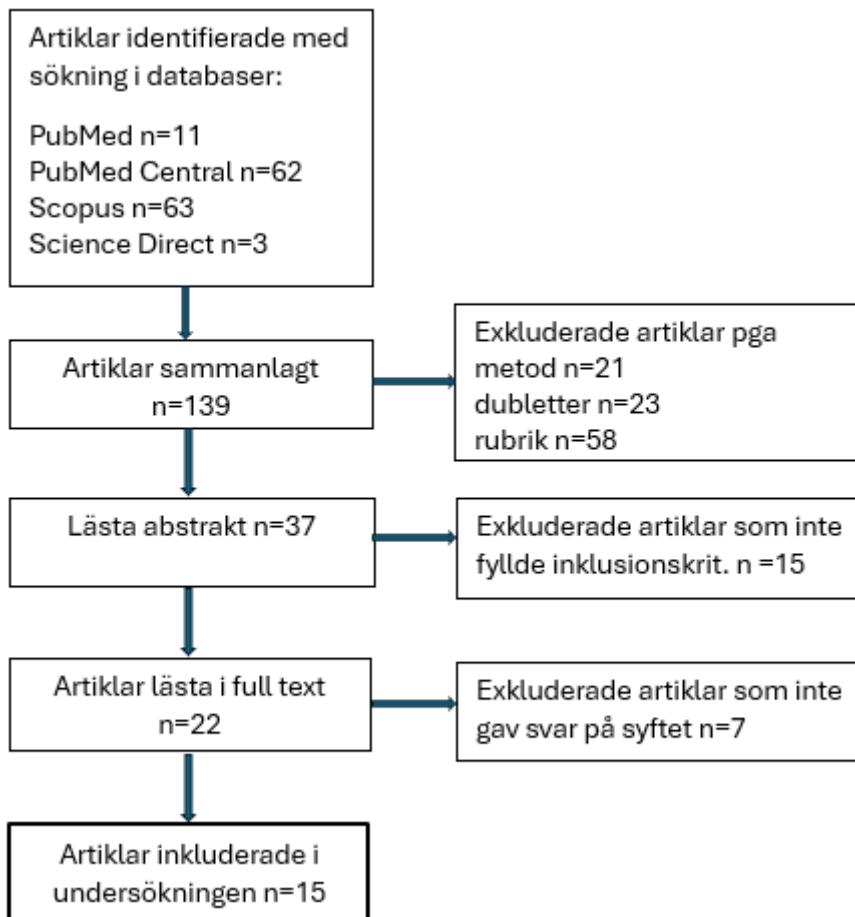 Artiklar identifierade med
sökning i databaser:
PubMed n=11
PubMed Central n=62
Scopus n=63
Science Direct n=3
Artiklar sammanlagt
n=139
Exkluderade artiklar pga
metod n=21
dubletter n=23
rubrik n=58
Lästa abstrakt n=37
Exkluderade artiklar som inte
fyllde inklusionskrit. n =15
Artiklar lästa i full text
n=22
Exkluderade artiklar som inte
gav svar på syftet n=7
Artiklar inkluderade i
undersökningen n=15